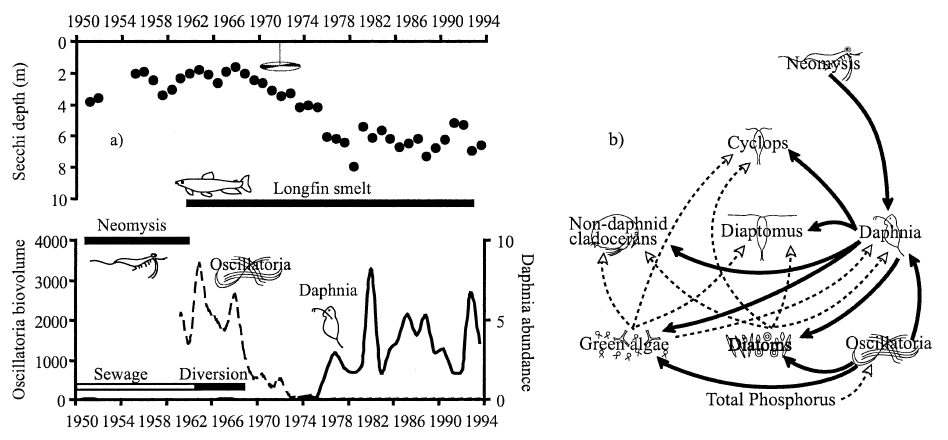 1950 1954 1958 1962 1966 1970 1978 1982 1986 1990 1994
0
2
4
6
8
10
Secchi depth (m)
a)
Longfin smelt
Neomysis
4000
3000
2000
1000
0
Oscillatoria biovolume
Oscillatoria
Daphnia
Sewage
Diversion
10
5
0
Daphnia abundance
1950 1954 1958 1962 1966 1970 1974 1978 1982 1986 1990 1994
b)
Neomysis
Cyclops
Non-daphnid
cladocerans
Diaptomus
Daphnia
Green algae
Diatoms
Oscillatoria
Total Phosphorus